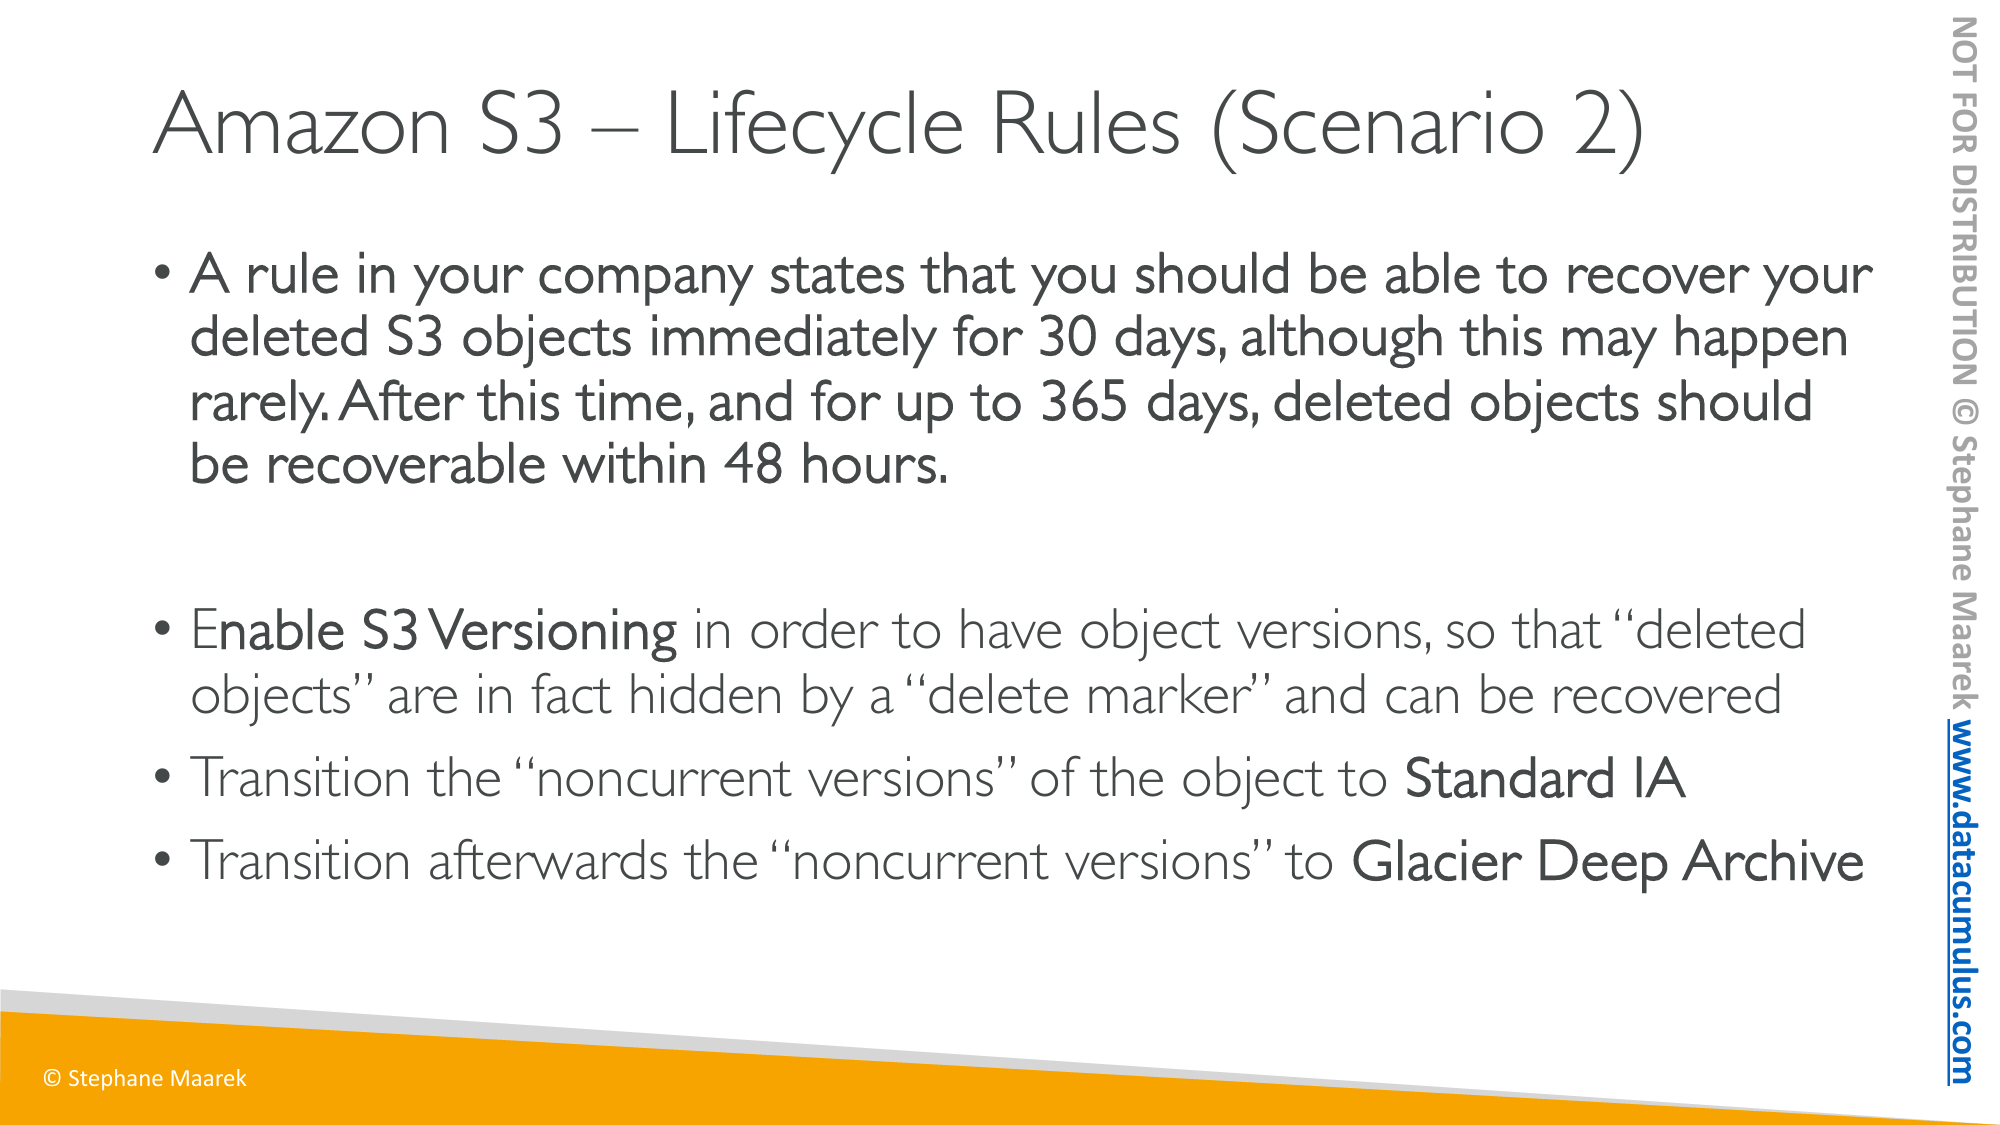 Amazon S3 – Lifecycle Rules (Scenario 2)
• A rule in your company states that you should be able to recover your
deleted S3 objects immediately for 30 days, although this may happen
rarely. After this time, and for up to 365 days, deleted objects should
be recoverable within 48 hours.
• Enable S3 Versioning in order to have object versions, so that “deleted
objects” are in fact hidden by a “delete marker” and can be recovered
• Transition the “noncurrent versions” of the object to Standard IA
• Transition afterwards the “noncurrent versions” to Glacier Deep Archive
© Stephane Maarek
NOT FOR DISTRIBUTION © Stephane Maarek www.datacumulus.com